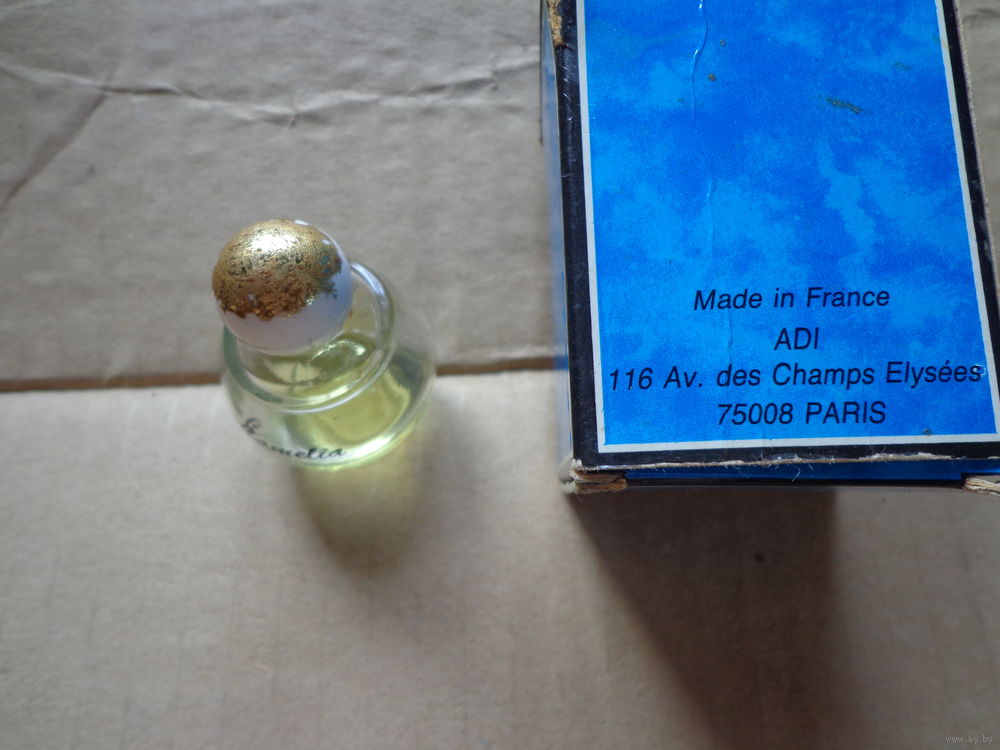 Made in France
ADI
116 Av. des Champs Elysées
75008 PARIS
www.ay.by